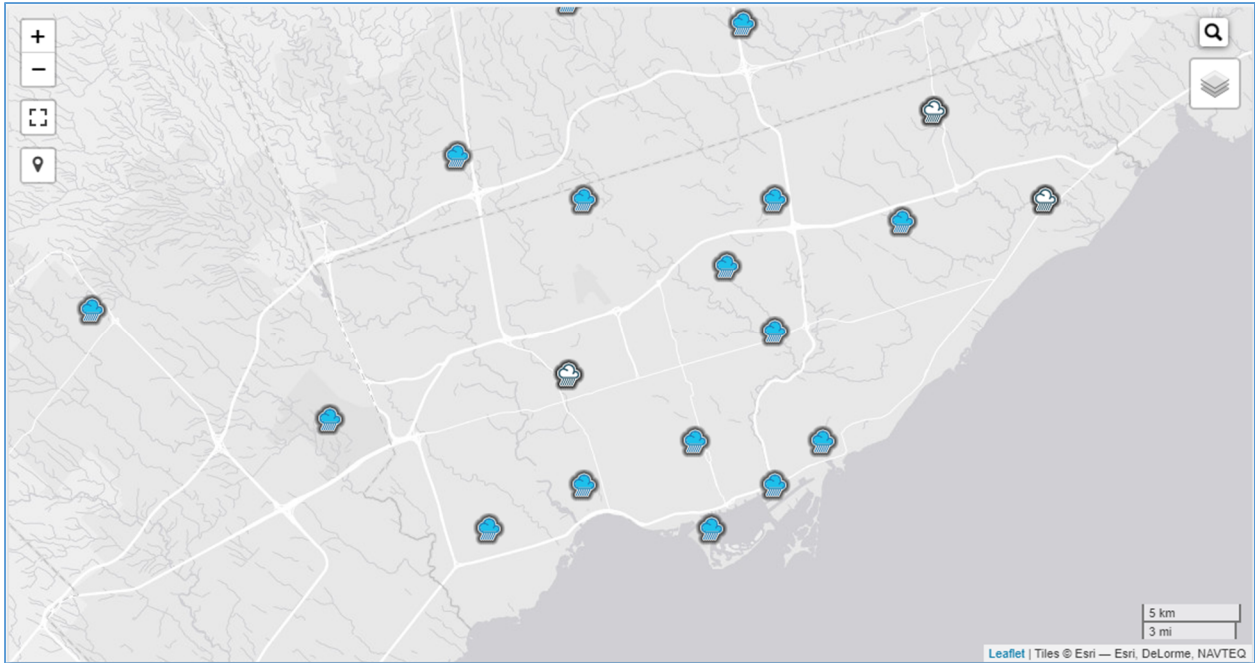 +
−
5 km
3 mi
Leaflet | Tiles © Esri — Esri, DeLorme, NAVTEQ